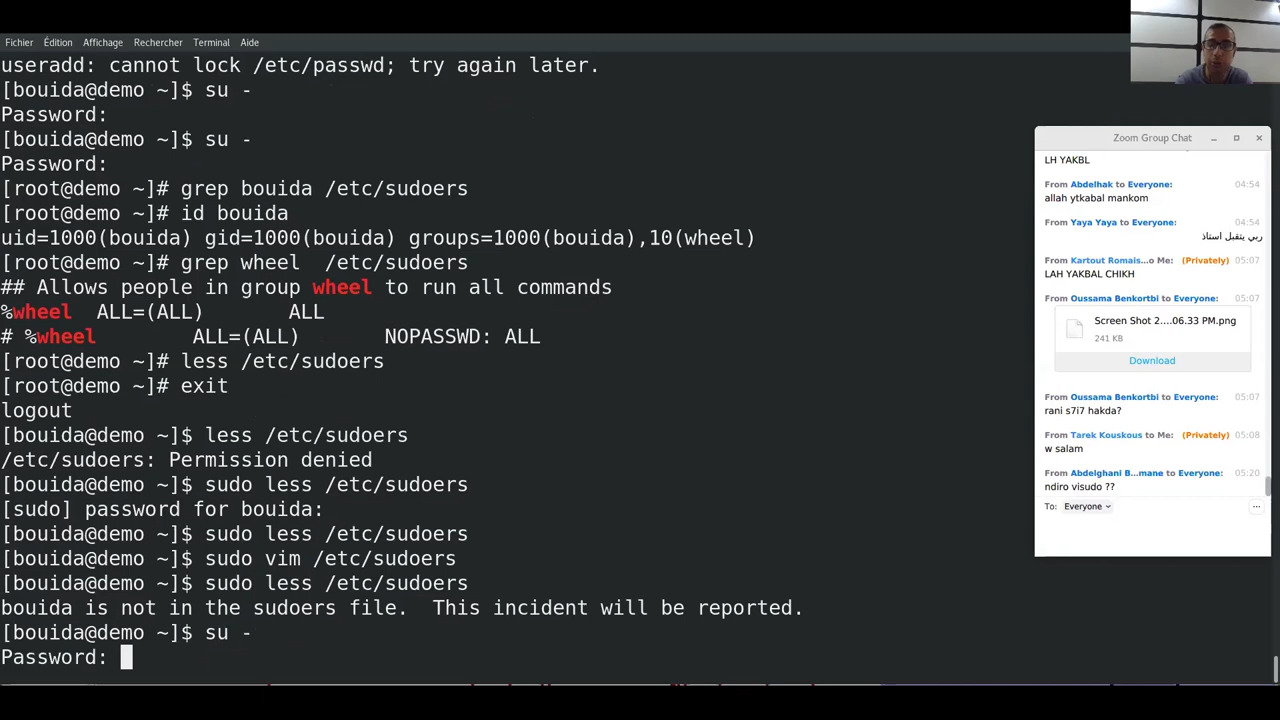 Fichier Édition Affichage Rechercher Terminal Aide
useradd: cannot lock /etc/passwd; try again later.
[bouida@demo ~]$ su -
Password:
[bouida@demo ~]$ su -
Password:
[root@demo ~]# grep bouida /etc/sudoers
[root@demo ~]# id bouida
uid=1000(bouida) gid=1000(bouida) groups=1000(bouida),10(wheel)
[root@demo ~]# grep wheel  /etc/sudoers
## Allows people in group wheel to run all commands
%wheel  ALL=(ALL)       ALL
# %wheel        ALL=(ALL)       NOPASSWD: ALL
[root@demo ~]# less /etc/sudoers
[root@demo ~]# exit
logout
[bouida@demo ~]$ less /etc/sudoers
/etc/sudoers: Permission denied
[bouida@demo ~]$ sudo less /etc/sudoers
[sudo] password for bouida:
[bouida@demo ~]$ sudo less /etc/sudoers
[bouida@demo ~]$ sudo vim /etc/sudoers
[bouida@demo ~]$ sudo less /etc/sudoers
bouida is not in the sudoers file.  This incident will be reported.
[bouida@demo ~]$ su -
Password:
Zoom Group Chat
LH YAKBL
From Abdelhak to Everyone: 04:54
allah ytkabal mankom
From Yaya Yaya to Everyone: 04:54
ربي يتقبل استاذ
From Kartout Romais...o Me: (Privately) 05:07
LAH YAKBAL CHIKH
From Oussama Benkortbi to Everyone: 05:07
Screen Shot 2....06.33 PM.png
241 KB
Download
From Oussama Benkortbi to Everyone: 05:07
rani s7i7 hakda?
From Tarek Kouskous to Me: (Privately) 05:08
w salam
From Abdelghani B...mane to Everyone: 05:20
ndiro visudo ??
To: Everyone